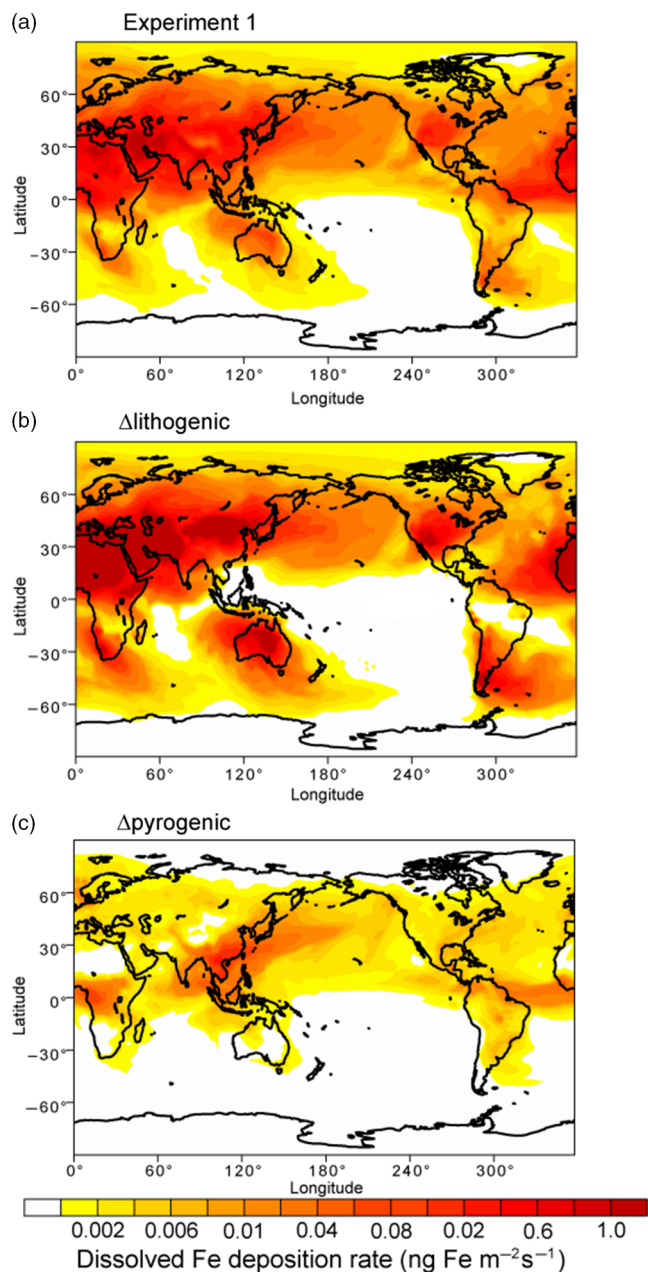 (a)
Experiment 1
60°
30°
0°
−30°
−60°
Latitude
0° 60° 120° 180° 240° 300°
Longitude
(b)
Δlithogenic
60°
30°
0°
−30°
−60°
Latitude
0° 60° 120° 180° 240° 300°
Longitude
(c)
Δpyrogenic
60°
30°
0°
−30°
−60°
Latitude
0° 60° 120° 180° 240° 300°
Longitude
0.002 0.006 0.01 0.04 0.08 0.02 0.6 1.0
Dissolved Fe deposition rate (ng Fe m−2s−1)